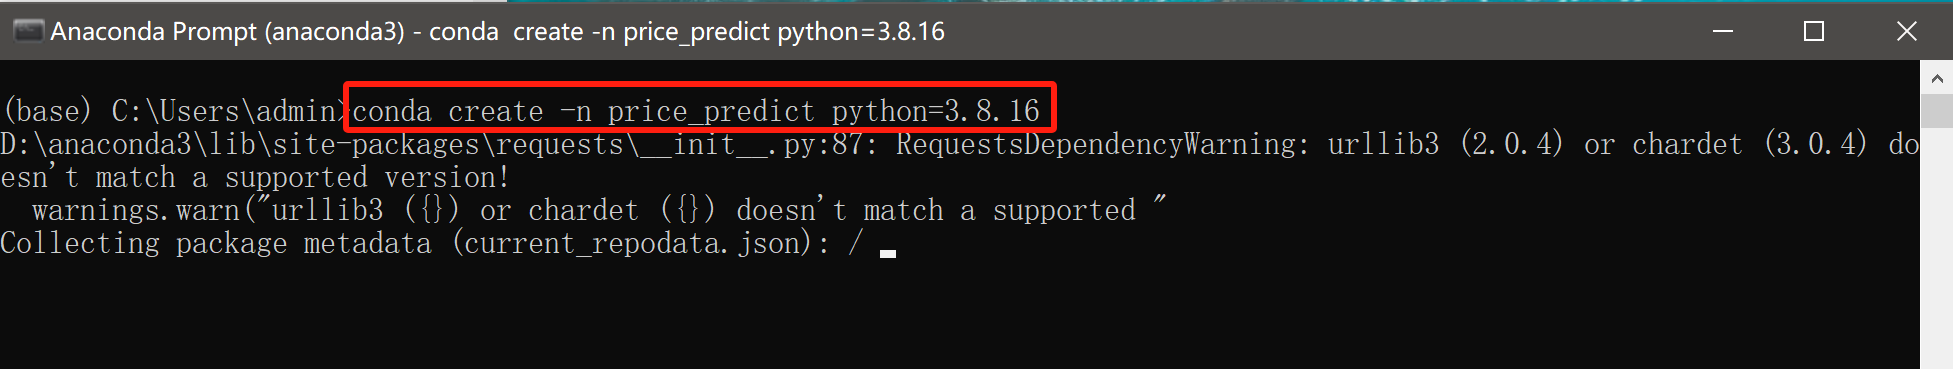 Anaconda Prompt (anaconda3) - conda  create -n price_predict python=3.8.16
(base) C:\Users\admin>conda create -n price_predict python=3.8.16
D:\anaconda3\lib\site-packages\requests\__init__.py:87: RequestsDependencyWarning: urllib3 (2.0.4) or chardet (3.0.4) do
esn't match a supported version!
  warnings.warn("urllib3 ({}) or chardet ({}) doesn't match a supported "
Collecting package metadata (current_repodata.json): /